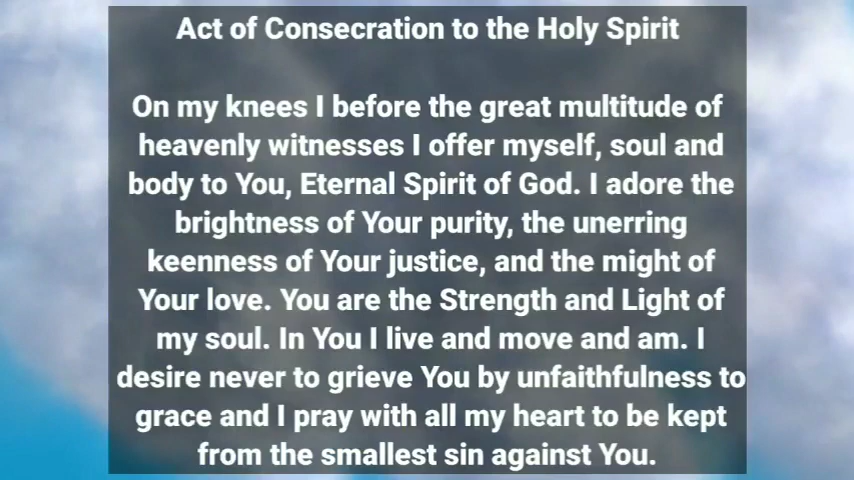 Act of Consecration to the Holy Spirit
On my knees I before the great multitude of
heavenly witnesses I offer myself, soul and
body to You, Eternal Spirit of God. I adore the
brightness of Your purity, the unerring
keenness of Your justice, and the might of
Your love. You are the Strength and Light of
my soul. In You I live and move and am. I
desire never to grieve You by unfaithfulness to
grace and I pray with all my heart to be kept
from the smallest sin against You.